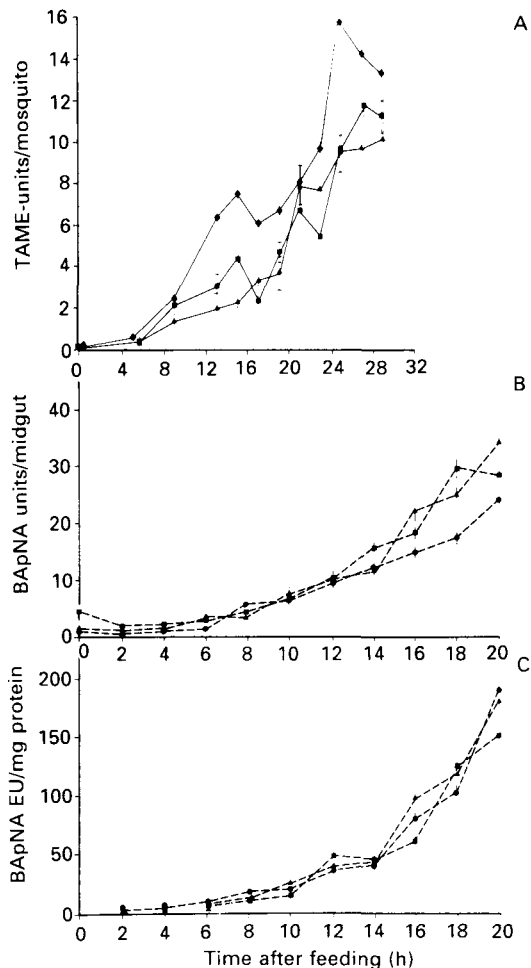 A
TAME-units/mosquito
16
14
12
10
8
6
4
2
0
0 4 8 12 16 20 24 28 32
B
BApNA units/midgut
40
30
20
10
0
0 2 4 6 8 10 12 14 16 18 20
C
BApNA EU/mg protein
200
150
100
50
0
0 2 4 6 8 10 12 14 16 18 20
Time after feeding (h)